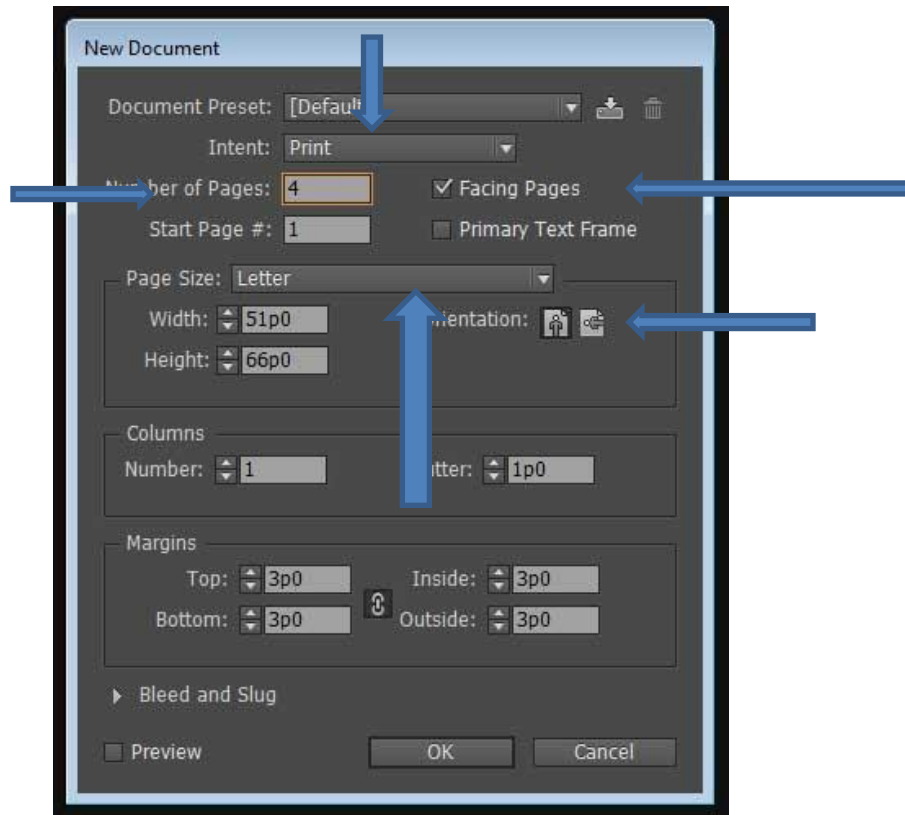 New Document
Document Preset: [Default
Intent: Print
of Pages: 4 Facing Pages
Start Page #: 1 Primary Text Frame
Page Size: Letter
Width: 51p0 Orientation:
Height: 66p0
Columns
Number: 1 Gutter: 1p0
Margins
Top: 3p0 Inside: 3p0
Bottom: 3p0 Outside: 3p0
Bleed and Slug
Preview OK Cancel